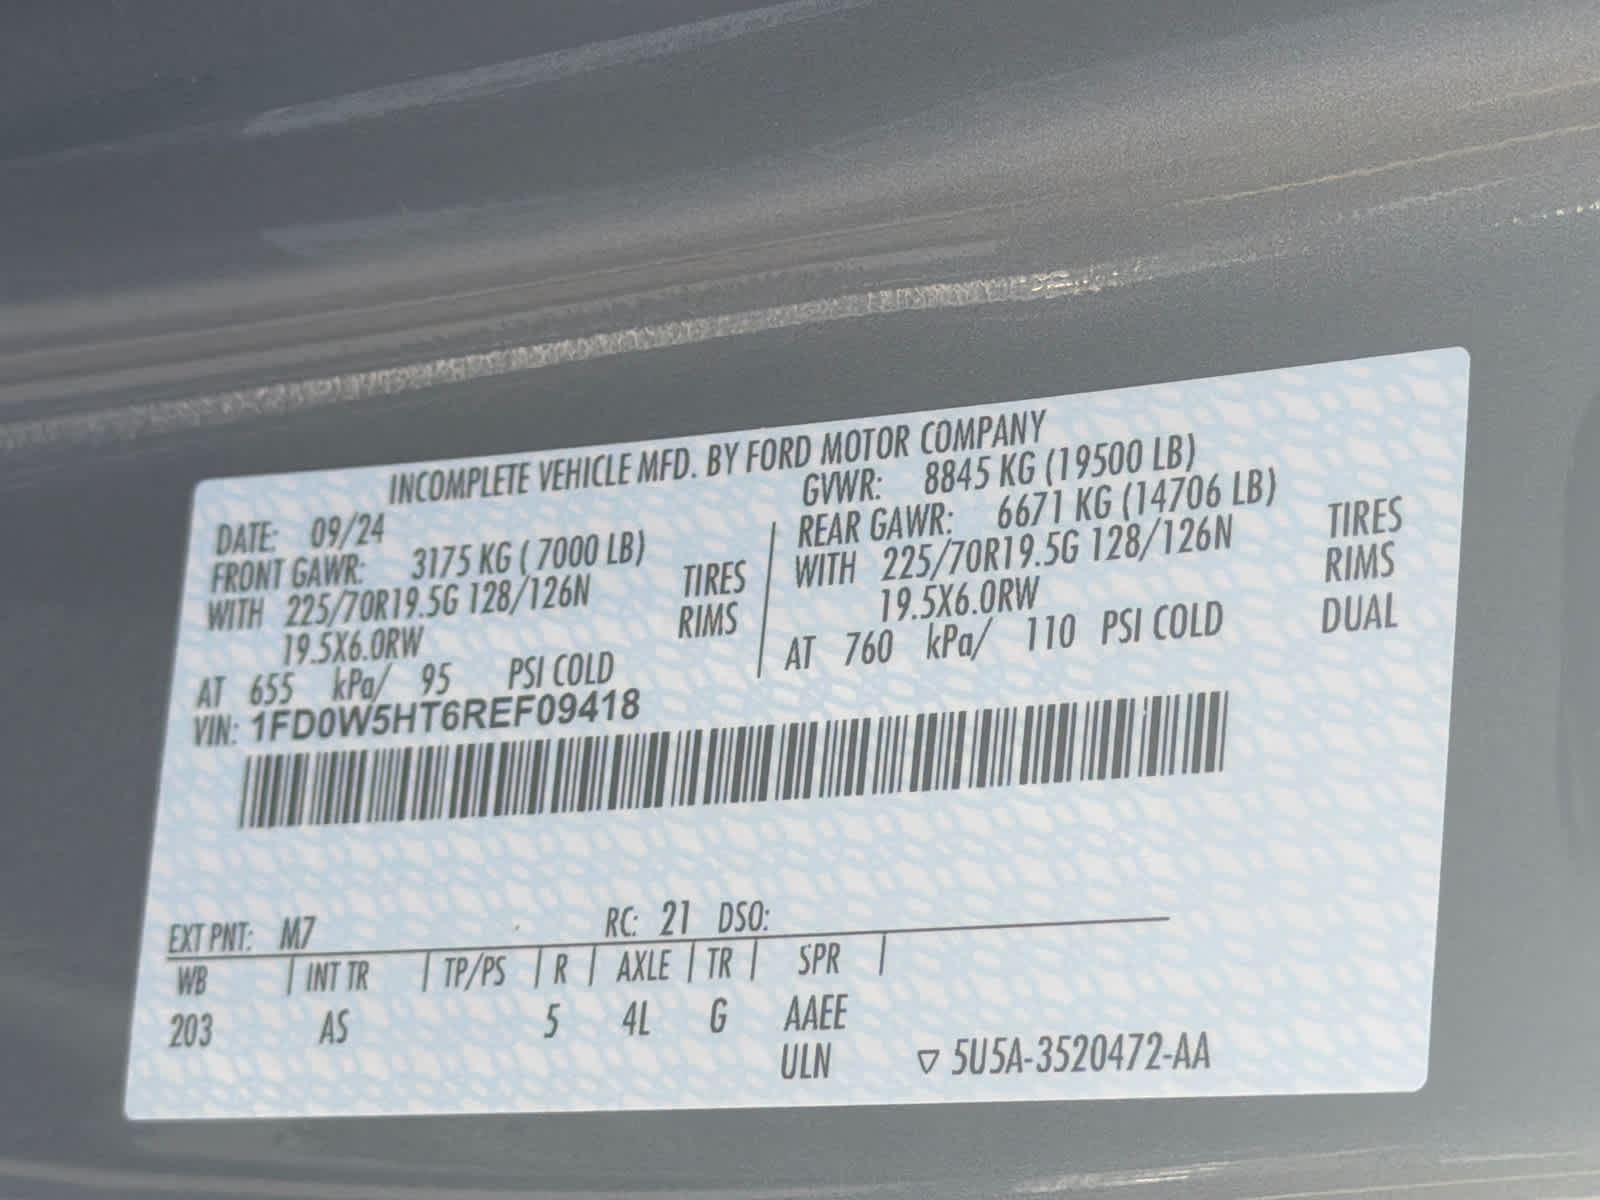 INCOMPLETE VEHICLE MFD. BY FORD MOTOR COMPANY
DATE: 09/24
GVWR: 8845 KG (19500 LB)
FRONT GAWR: 3175 KG ( 7000 LB)
WITH 225/70R19.5G 128/126N TIRES
19.5X6.0RW RIMS
AT 655 kPa/ 95 PSI COLD
REAR GAWR: 6671 KG (14706 LB)
WITH 225/70R19.5G 128/126N TIRES
19.5X6.0RW RIMS
AT 760 kPa/ 110 PSI COLD DUAL
VIN: 1FD0W5HT6REF09418
EXT PNT: M7 RC: 21 DSO:
WB | INT TR | TP/PS | R | AXLE | TR | SPR |
203 AS 5 4L G AAEE
ULN ▽ 5U5A-3520472-AA